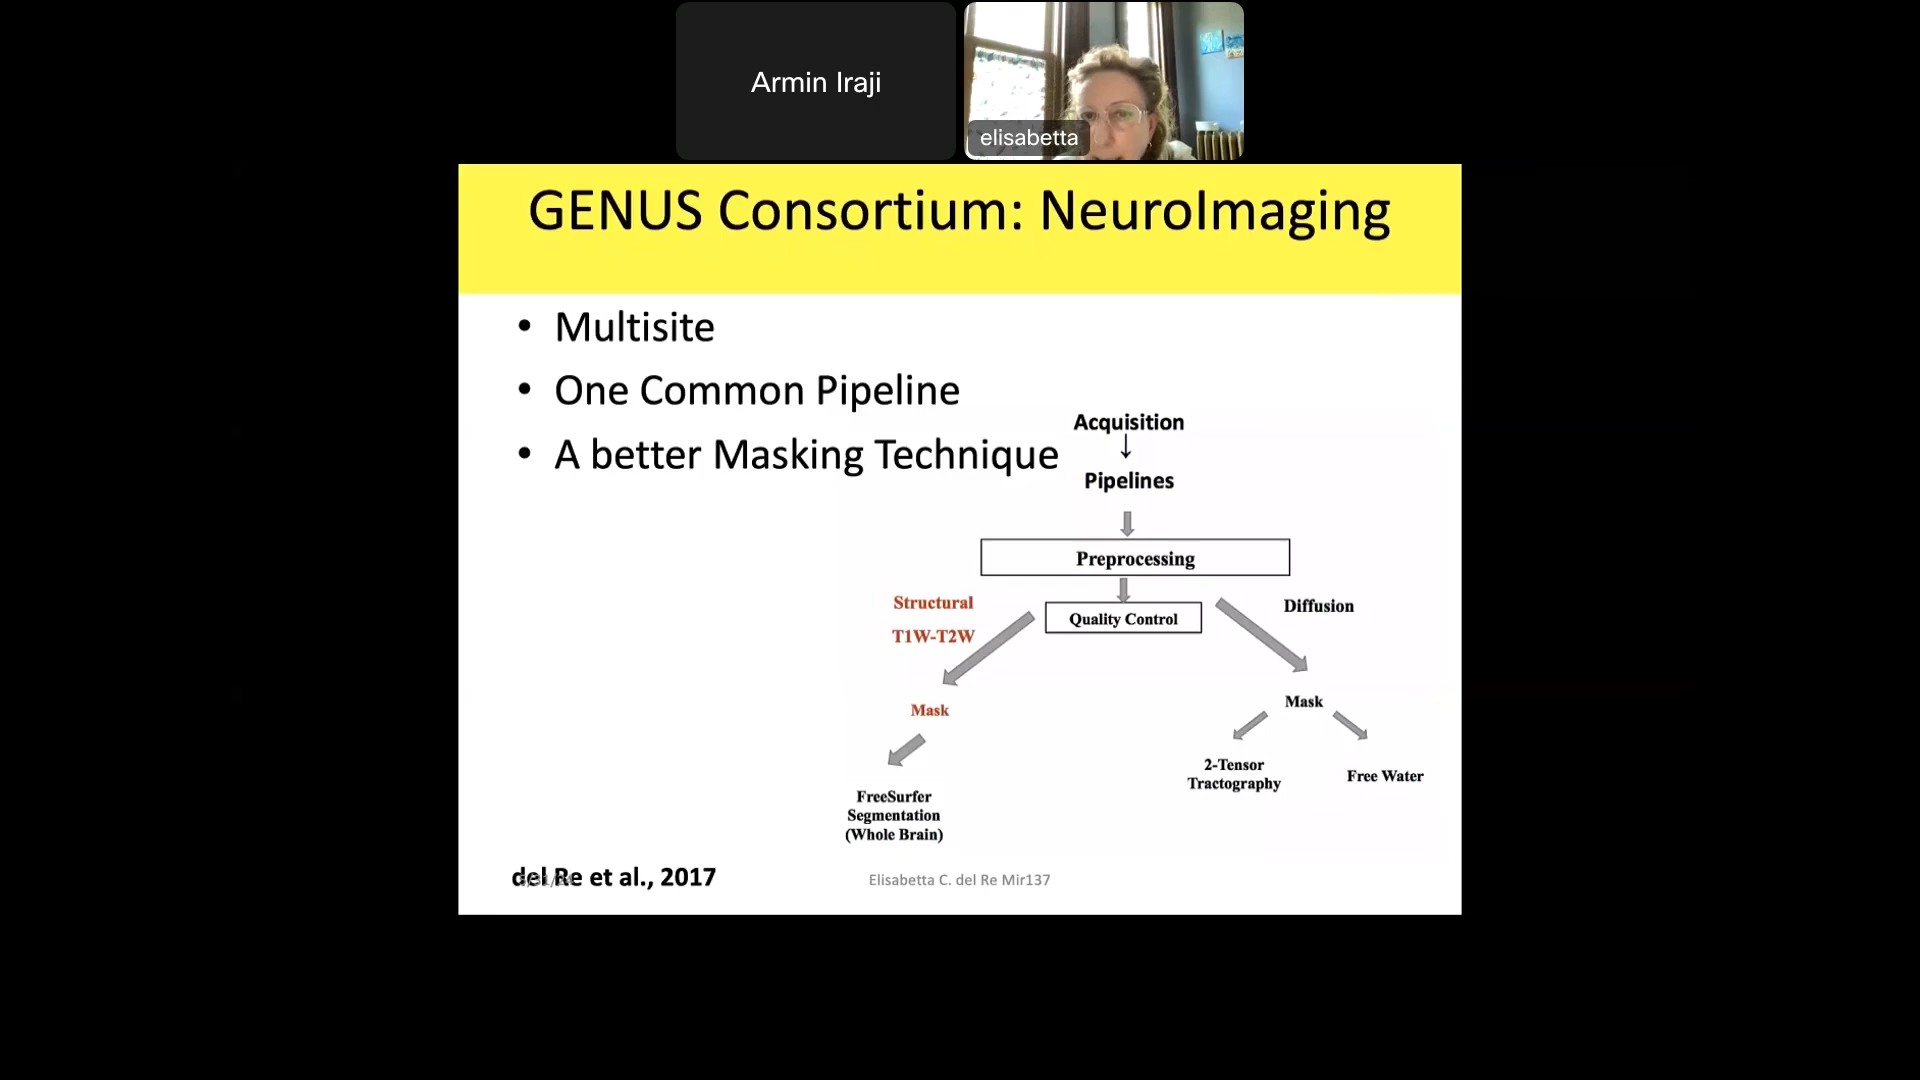 Armin Iraji
elisabetta
GENUS Consortium: NeuroImaging
• Multisite
• One Common Pipeline
• A better Masking Technique
Acquisition
↓
Pipelines
Preprocessing
Quality Control
Structural
T1W-T2W
Diffusion
Mask
Mask
FreeSurfer
Segmentation
(Whole Brain)
2-Tensor
Tractography
Free Water
del Re et al., 2017
Elisabetta C. del Re Mir137